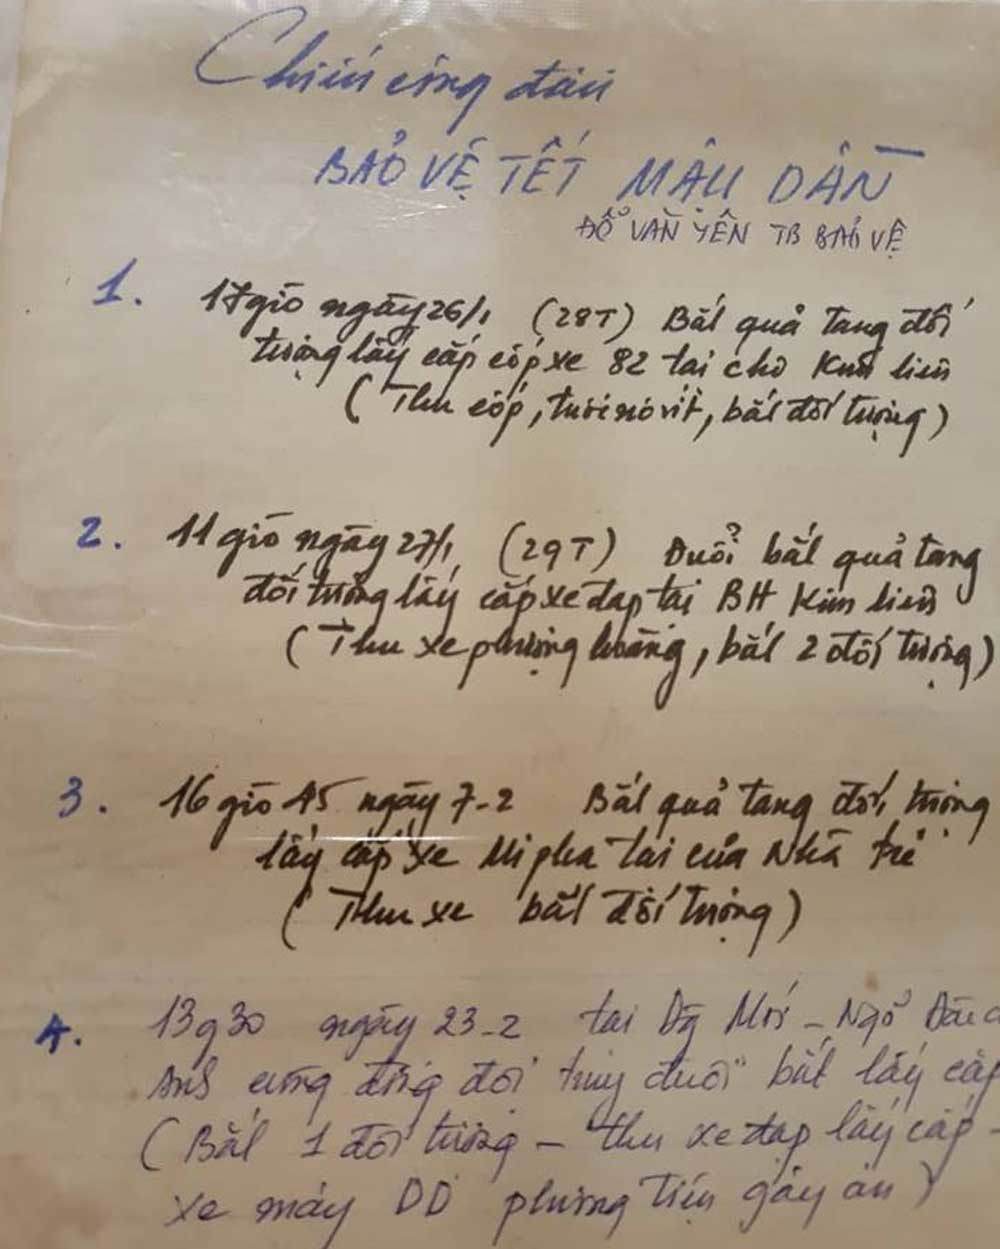 Chiến công đầu
BẢO VỆ TẾT MẬU DẦN
ĐỖ VĂN YÊN TB BẢO VỆ
1. 17 giờ ngày 26/1 (28T) Bắt quả tang đối
tượng lấy cắp cốp xe 82 tại chợ Kim liên
(Thu cốp, tuốc nơ vít, bắt đối tượng)
2. 11 giờ ngày 27/1 (29T) Đuổi bắt quả tang
đối tượng lấy cắp xe đạp tại BH Kim liên
(Thu xe phượng hoàng, bắt 2 đối tượng)
3. 16 giờ 45 ngày 7-2 Bắt quả tang đối tượng
lấy cắp xe Mi pha tại cửa Nhà trẻ
(Thu xe bắt đối tượng)
4. 13g30 ngày 23-2 tại Mới - Ngõ
cùng đồng đội truy đuổi bắt lấy cắp
(Bắt 1 đối tượng - thu xe đạp lấy cắp -
xe máy DD phương tiện gây án)